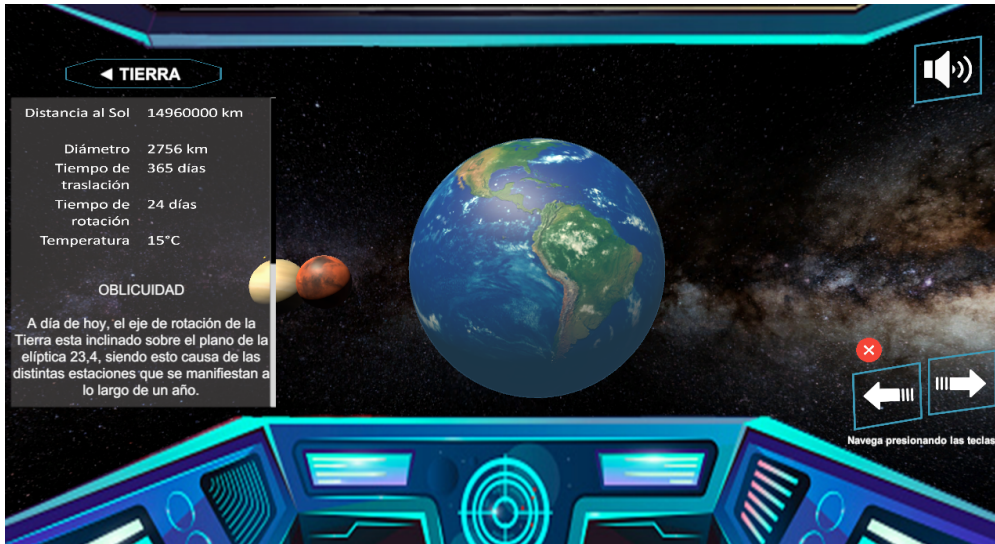 ◄ TIERRA
Distancia al Sol 14960000 km
Diámetro 2756 km
Tiempo de 365 días
traslación
Tiempo de 24 días
rotación
Temperatura 15°C
OBLICUIDAD
A día de hoy, el eje de rotación de la
Tierra esta inclinado sobre el plano de la
elíptica 23,4, siendo esto causa de las
distintas estaciones que se manifiestan a
lo largo de un año.
Navega presionando las teclas